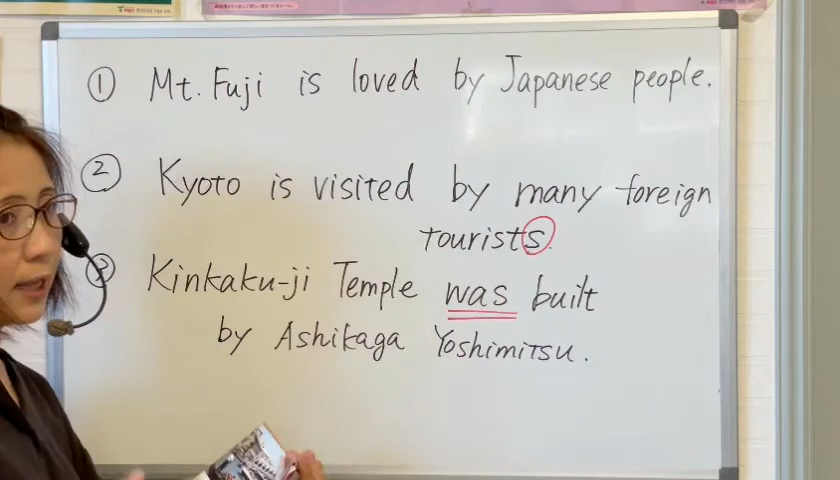 ① Mt. Fuji is loved by Japanese people.
② Kyoto is visited by many foreign
tourists.
③ Kinkaku-ji Temple was built
by Ashikaga Yoshimitsu.